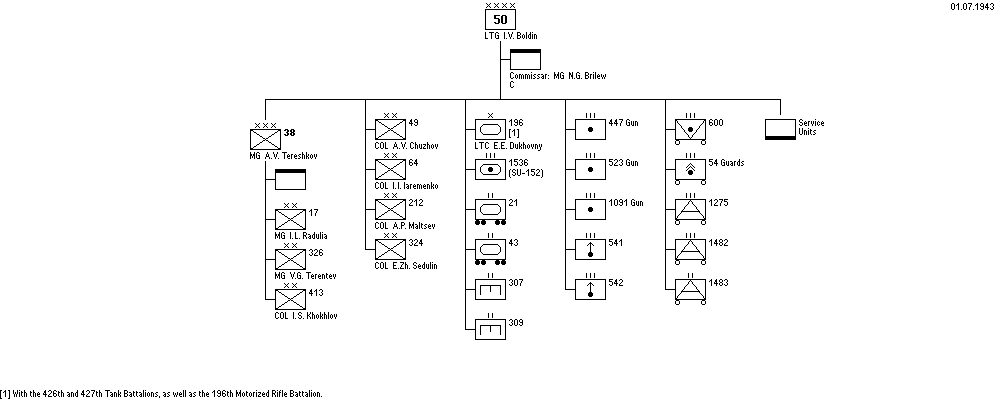 01.07.1943
XXXX
50
LTG I.V. Boldin
Commissar: MG N.G. Brilew
C
XXX
38
MG A.V. Tereshkov
XX
17
MG I.L. Radulia
XX
326
MG V.G. Terentev
XX
413
COL I.S. Khokhlov
XX
49
COL A.V. Chuzhov
XX
64
COL I.I. Iaremenko
XX
212
COL A.P. Maltsev
XX
324
COL E.Zh. Sedulin
X
196
[1]
LTC E.E. Dukhovny
III
1536
(SU-152)
II
21
II
43
II
307
II
309
III
447 Gun
III
523 Gun
III
1091 Gun
III
541
III
542
III
600
III
54 Guards
III
1275
III
1482
III
1483
Service
Units
[1] With the 426th and 427th Tank Battalions, as well as the 196th Motorized Rifle Battalion.